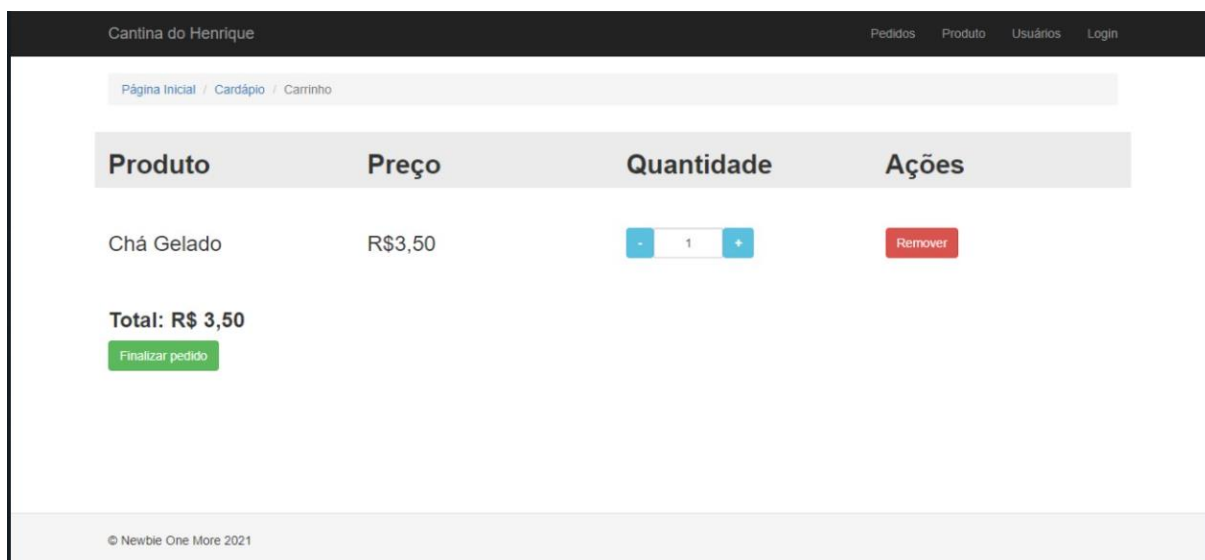 Cantina do Henrique Pedidos Produto Usuários Login
Página Inicial / Cardápio / Carrinho
Produto Preço Quantidade Ações
Chá Gelado R$3,50 - 1 + Remover
Total: R$ 3,50
Finalizar pedido
© Newbie One More 2021